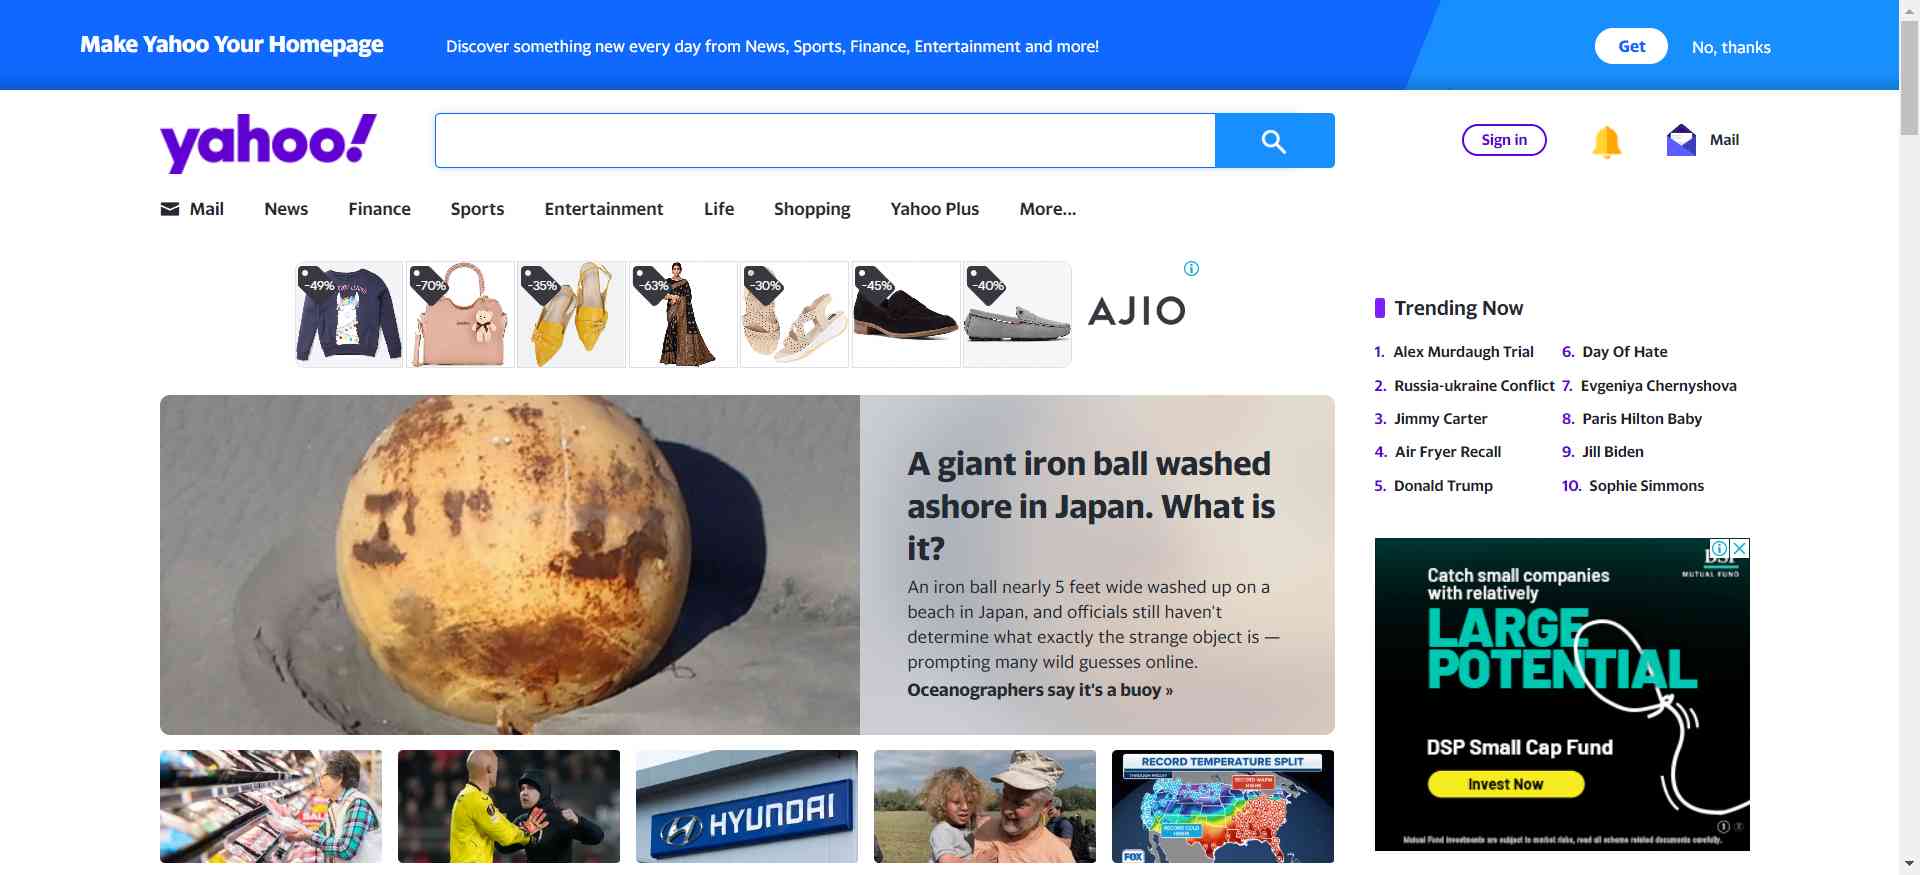 Make Yahoo Your Homepage
Discover something new every day from News, Sports, Finance, Entertainment and more!
Get
No, thanks
yahoo!
Sign in
Mail
Mail
News
Finance
Sports
Entertainment
Life
Shopping
Yahoo Plus
More...
-49%
-70%
-35%
-63%
-30%
-45%
-40%
AJIO
Trending Now
1. Alex Murdaugh Trial
2. Russia-ukraine Conflict
3. Jimmy Carter
4. Air Fryer Recall
5. Donald Trump
6. Day Of Hate
7. Evgeniya Chernyshova
8. Paris Hilton Baby
9. Jill Biden
10. Sophie Simmons
A giant iron ball washed
ashore in Japan. What is
it?
An iron ball nearly 5 feet wide washed up on a
beach in Japan, and officials still haven't
determine what exactly the strange object is —
prompting many wild guesses online.
Oceanographers say it's a buoy »
DSP
MUTUAL FUND
Catch small companies
with relatively
LARGE
POTENTIAL
DSP Small Cap Fund
Invest Now
Mutual Fund investments are subject to market risks, read all scheme related documents carefully.
HYUNDAI
RECORD TEMPERATURE SPLIT
THROUGH FRIDAY
RECORD WARM
HIGHS
RECORD COLD
HIGHS
FOX